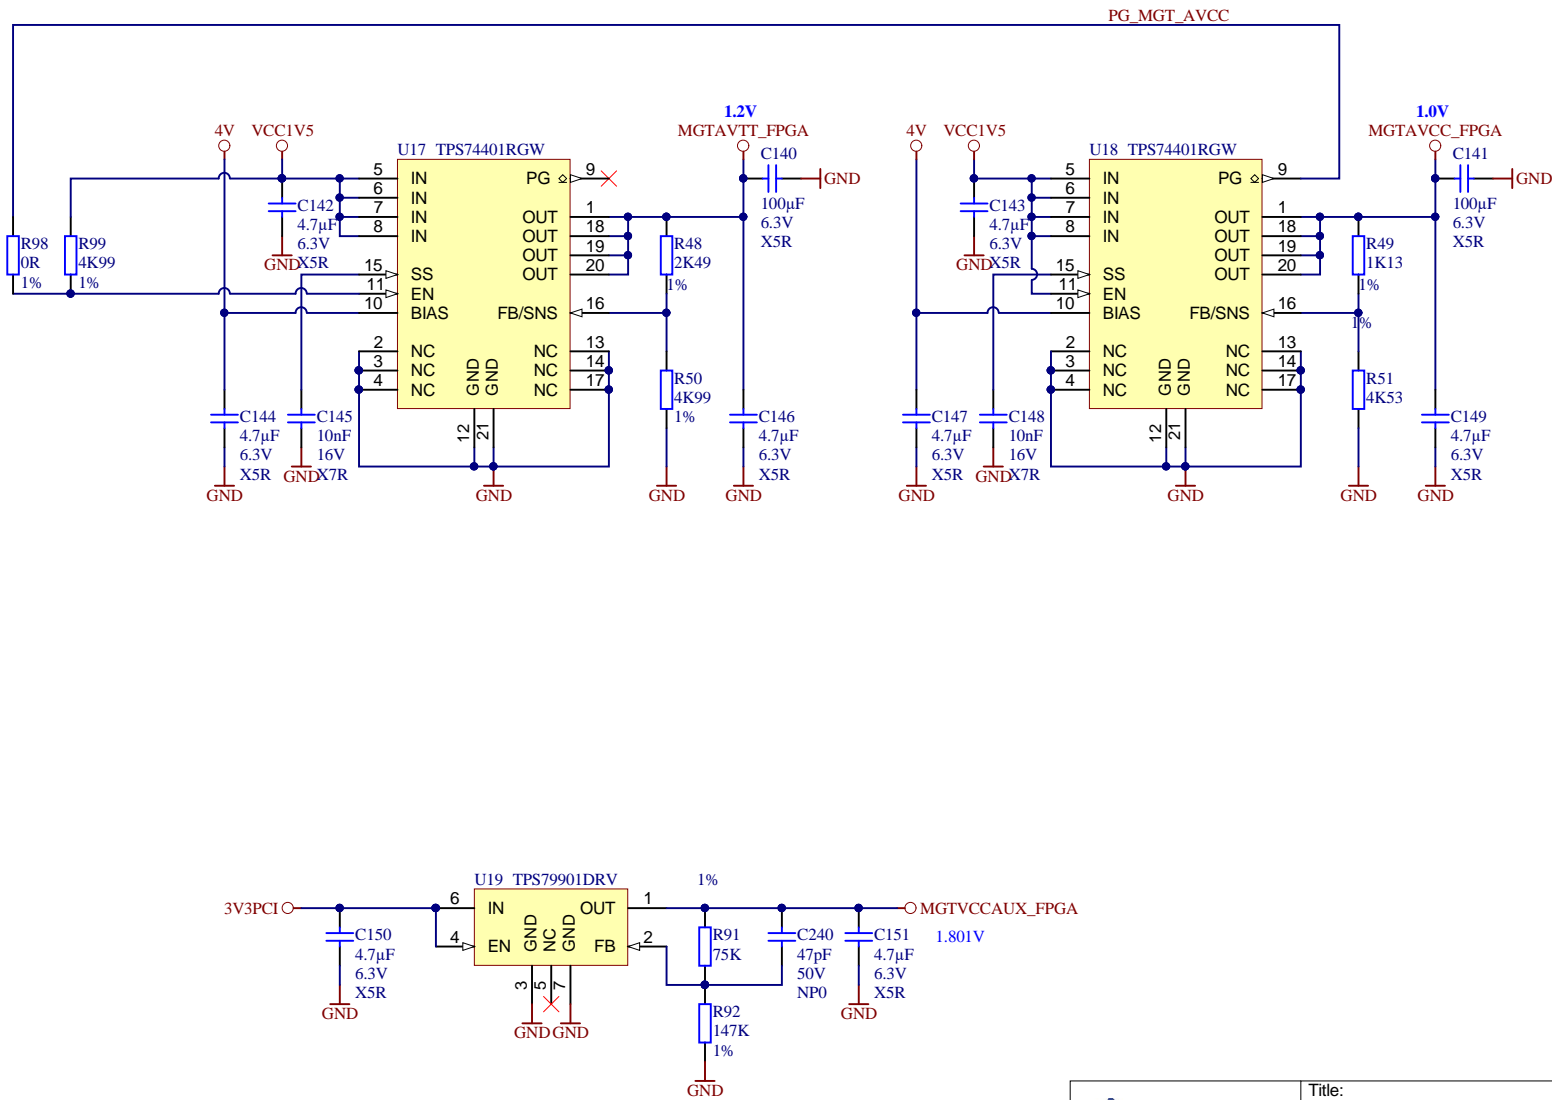 PG_MGT_AVCC
1.2V
MGTAVTT_FPGA
4V
VCC1V5
U17 TPS74401RGW
C140
GND
100µF
6.3V
X5R
5 IN
6 IN
7 IN
8 IN
15 SS
11 EN
10 BIAS
2 NC
3 NC
4 NC
PG 9
OUT 1
OUT 18
OUT 19
OUT 20
FB/SNS 16
NC 13
NC 14
NC 17
GND
GND
12
21
GND
C142
4.7µF
6.3V
X5R
GND
R98
0R
1%
R99
4K99
1%
R48
2K49
1%
R50
4K99
1%
GND
C144
4.7µF
6.3V
X5R
GND
C145
10nF
16V
X7R
GND
C146
4.7µF
6.3V
X5R
GND
1.0V
MGTAVCC_FPGA
4V
VCC1V5
U18 TPS74401RGW
C141
GND
100µF
6.3V
X5R
5 IN
6 IN
7 IN
8 IN
15 SS
11 EN
10 BIAS
2 NC
3 NC
4 NC
PG 9
OUT 1
OUT 18
OUT 19
OUT 20
FB/SNS 16
NC 13
NC 14
NC 17
GND
GND
12
21
GND
C143
4.7µF
6.3V
X5R
GND
R49
1K13
1%
1%
R51
4K53
GND
C147
4.7µF
6.3V
X5R
GND
C148
10nF
16V
X7R
GND
C149
4.7µF
6.3V
X5R
GND
U19 TPS79901DRV
1%
3V3PCI
6 IN
4 EN
OUT 1
FB 2
GND
NC
GND
3
5
7
GND
GND
MGTVCCAUX_FPGA
1.801V
C150
4.7µF
6.3V
X5R
GND
R91
75K
C240
47pF
50V
NP0
C151
4.7µF
6.3V
X5R
GND
R92
147K
1%
GND
Title: